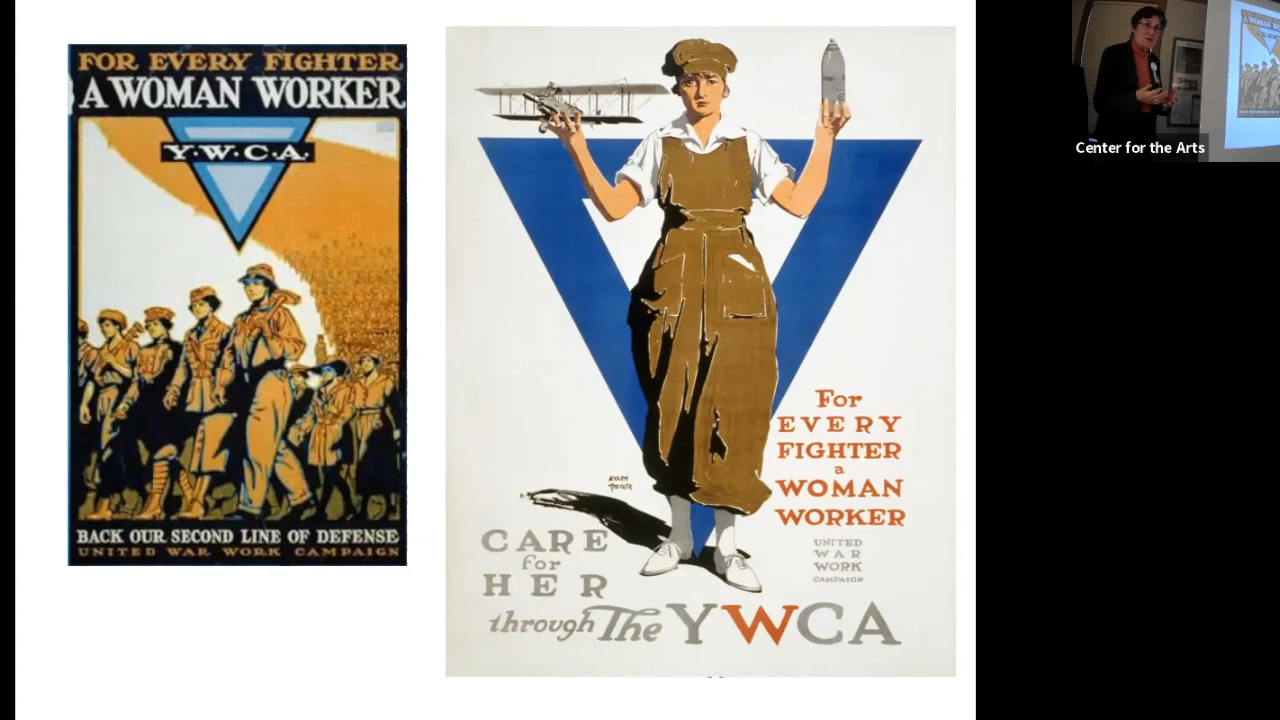 FOR EVERY FIGHTER
A WOMAN WORKER
Y.W.C.A.
BACK OUR SECOND LINE OF DEFENSE
UNITED WAR WORK CAMPAIGN
For
EVERY
FIGHTER
a
WOMAN
WORKER
UNITED
WAR
WORK
CAMPAIGN
CARE
for
HER
through The YWCA
Center for the Arts